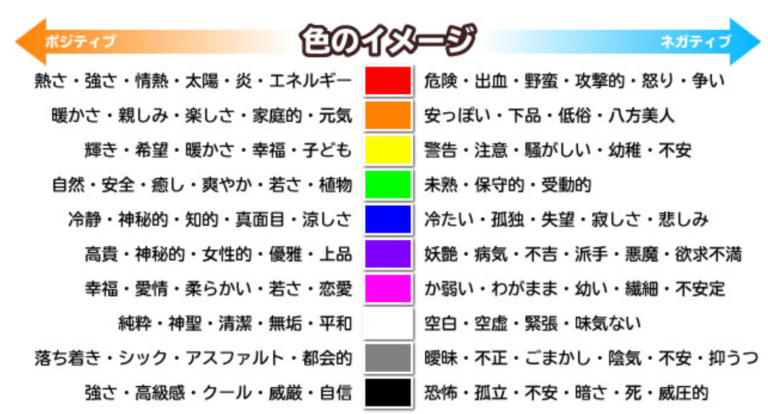 ポジティブ 色のイメージ ネガティブ
熱さ・強さ・情熱・太陽・炎・エネルギー 危険・出血・野蛮・攻撃的・怒り・争い
暖かさ・親しみ・楽しさ・家庭的・元気 安っぽい・下品・低俗・八方美人
輝き・希望・暖かさ・幸福・子ども 警告・注意・騒がしい・幼稚・不安
自然・安全・癒し・爽やか・若さ・植物 未熟・保守的・受動的
冷静・神秘的・知的・真面目・涼しさ 冷たい・孤独・失望・寂しさ・悲しみ
高貴・神秘的・女性的・優雅・上品 妖艶・病気・不吉・派手・悪魔・欲求不満
幸福・愛情・柔らかい・若さ・恋愛 か弱い・わがまま・幼い・繊細・不安定
純粋・神聖・清潔・無垢・平和 空白・空虚・緊張・味気ない
落ち着き・シック・アスファルト・都会的 曖昧・不正・ごまかし・陰気・不安・抑うつ
強さ・高級感・クール・威厳・自信 恐怖・孤立・不安・暗さ・死・威圧的